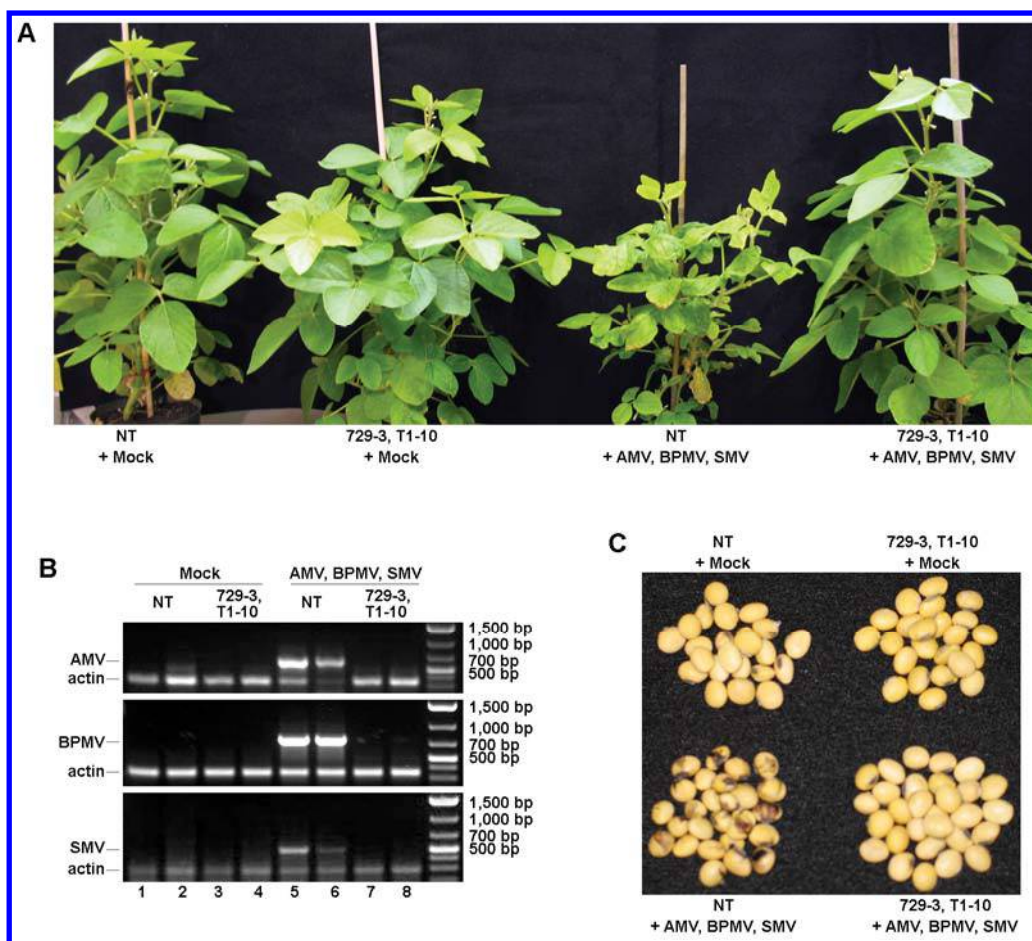 A
NT
+ Mock
729-3, T1-10
+ Mock
NT
+ AMV, BPMV, SMV
729-3, T1-10
+ AMV, BPMV, SMV
B
Mock
AMV, BPMV, SMV
NT
729-3,
T1-10
NT
729-3,
T1-10
AMV
actin
1,500 bp
1,000 bp
700 bp
500 bp
BPMV
actin
1,500 bp
1,000 bp
700 bp
500 bp
SMV
actin
1,500 bp
1,000 bp
700 bp
500 bp
1 2 3 4 5 6 7 8
C
NT
+ Mock
729-3, T1-10
+ Mock
NT
+ AMV, BPMV, SMV
729-3, T1-10
+ AMV, BPMV, SMV